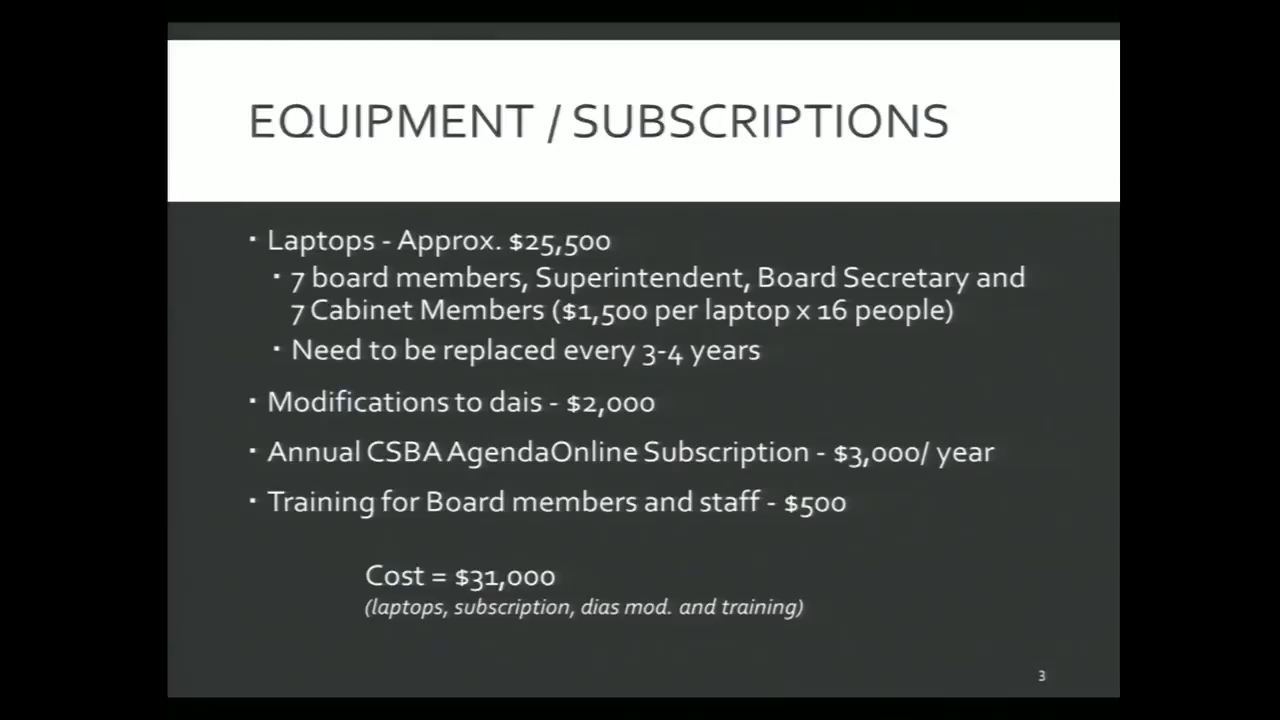 EQUIPMENT / SUBSCRIPTIONS
▪ Laptops - Approx. $25,500
▪ 7 board members, Superintendent, Board Secretary and
7 Cabinet Members ($1,500 per laptop x 16 people)
▪ Need to be replaced every 3-4 years
▪ Modifications to dais - $2,000
▪ Annual CSBA AgendaOnline Subscription - $3,000/ year
▪ Training for Board members and staff - $500
Cost = $31,000
(laptops, subscription, dias mod. and training)
3